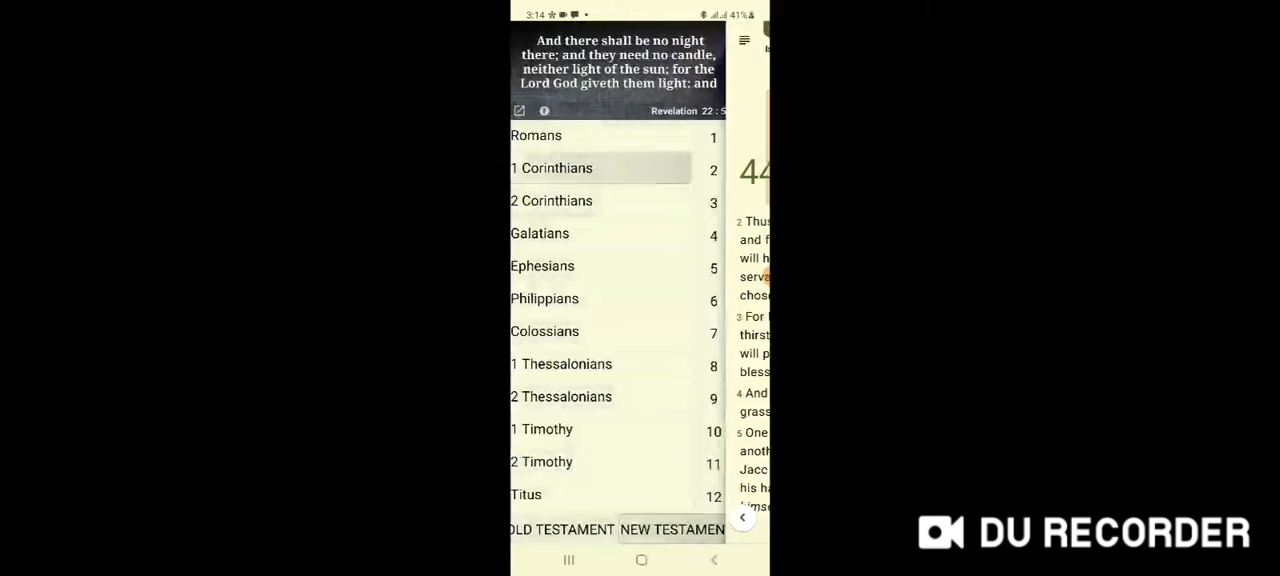 3:14
41%
And there shall be no night
there; and they need no candle,
neither light of the sun; for the
Lord God giveth them light: and
Revelation 22 : 5
Romans
1 Corinthians
2 Corinthians
Galatians
Ephesians
Philippians
Colossians
1 Thessalonians
2 Thessalonians
1 Timothy
2 Timothy
Titus
1
2
3
4
5
6
7
8
9
10
11
12
OLD TESTAMENT
NEW TESTAMEN
44
2 Thus
and f
will h
serva
chos
3 For
thirst
will p
bless
4 And
grass
5 One
anoth
Jacc
his ha
himse
DU RECORDER